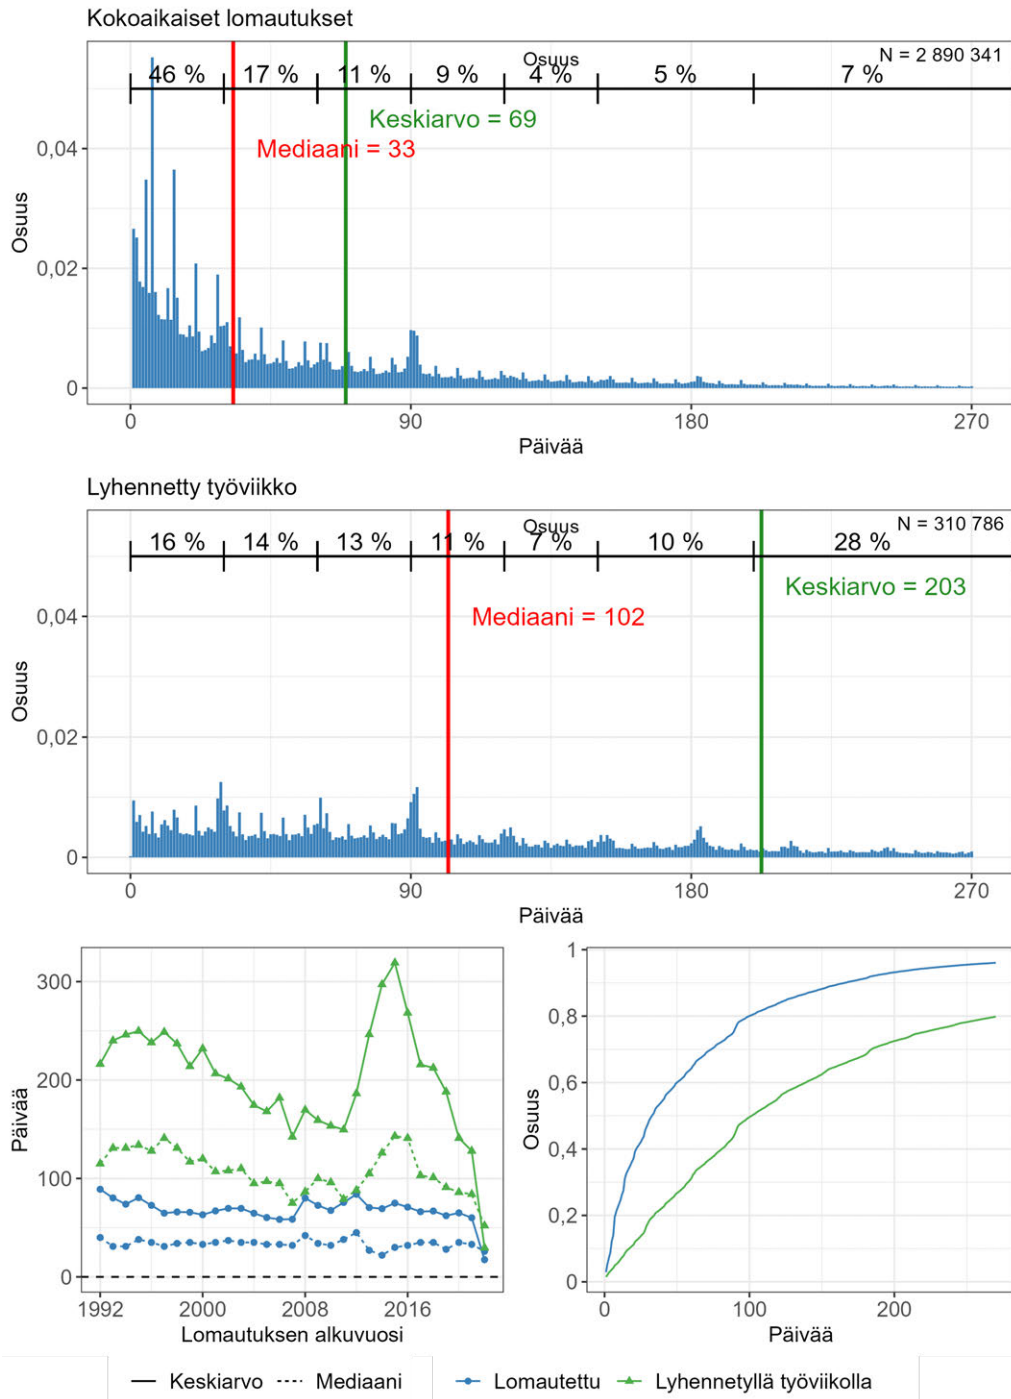 Kokoaikaiset lomautukset
Osuus
N = 2 890 341
46 % 17 % 11 % 9 % 4 % 5 % 7 %
Keskiarvo = 69
Mediaani = 33
0,04
0,02
0
Osuus
0 90 180 270
Päivää
Lyhennetty työviikko
Osuus
N = 310 786
16 % 14 % 13 % 11 % 7 % 10 % 28 %
Keskiarvo = 203
Mediaani = 102
0,04
0,02
0
Osuus
0 90 180 270
Päivää
300
200
100
0
Päivää
1992 2000 2008 2016
Lomautuksen alkuvuosi
1
0,8
0,6
0,4
0,2
0
Osuus
0 100 200
Päivää
Keskiarvo Mediaani Lomautettu Lyhennetyllä työviikolla